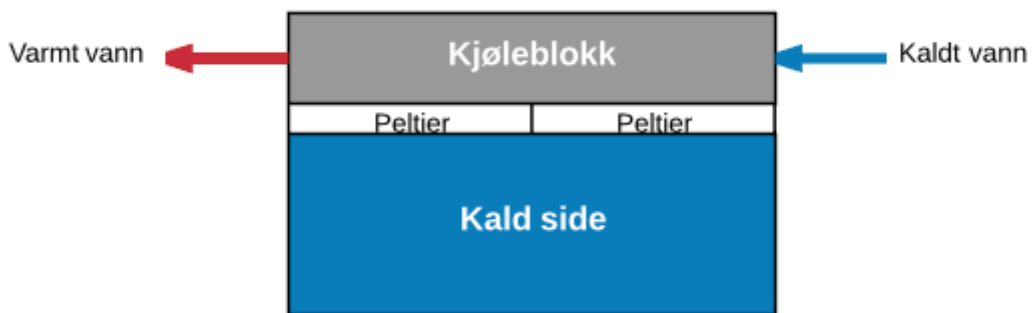 Varmt vann
Kjøleblokk
Kaldt vann
Peltier
Peltier
Kald side